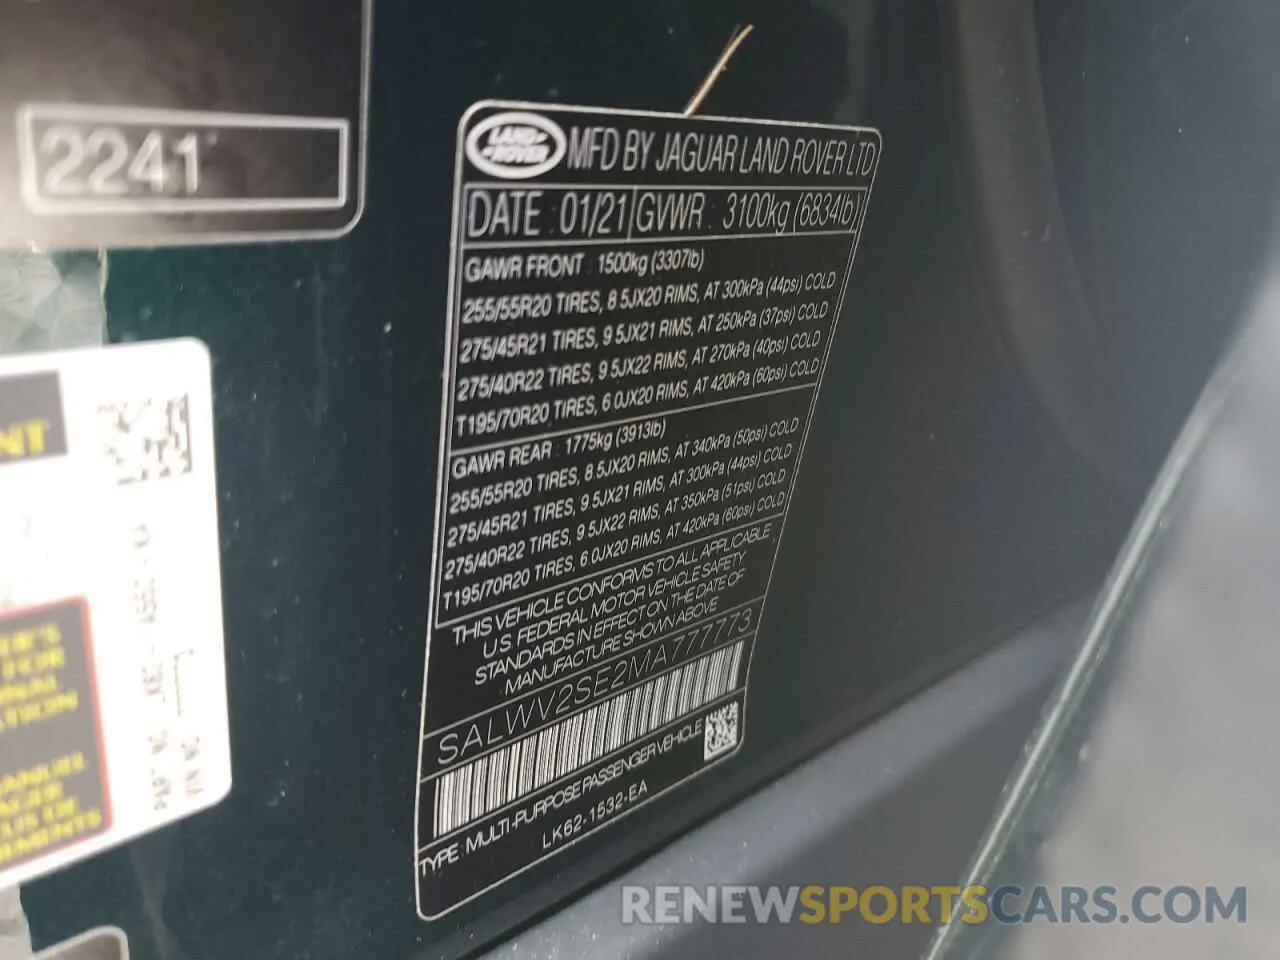 2241
LAND ROVER
MFD BY JAGUAR LAND ROVER LTD
DATE : 01/21 GVWR : 3100kg (6834lb)
GAWR FRONT : 1500kg (3307lb)
255/55R20 TIRES, 8.5JX20 RIMS, AT 300kPa (44psi) COLD
275/45R21 TIRES, 9.5JX21 RIMS, AT 250kPa (37psi) COLD
275/40R22 TIRES, 9.5JX22 RIMS, AT 270kPa (40psi) COLD
T195/70R20 TIRES, 6.0JX20 RIMS, AT 420kPa (60psi) COLD
GAWR REAR : 1775kg (3913lb)
255/55R20 TIRES, 8.5JX20 RIMS, AT 340kPa (50psi) COLD
275/45R21 TIRES, 9.5JX21 RIMS, AT 300kPa (44psi) COLD
275/40R22 TIRES, 9.5JX22 RIMS, AT 350kPa (51psi) COLD
T195/70R20 TIRES, 6.0JX20 RIMS, AT 420kPa (60psi) COLD
THIS VEHICLE CONFORMS TO ALL APPLICABLE
U.S. FEDERAL MOTOR VEHICLE SAFETY
STANDARDS IN EFFECT ON THE DATE OF
MANUFACTURE SHOWN ABOVE
SALWV2SE2MA777773
TYPE: MULTI-PURPOSE PASSENGER VEHICLE
LK62-1532-EA
PART NO
VIN NO
RENEWSPORTSCARS.COM